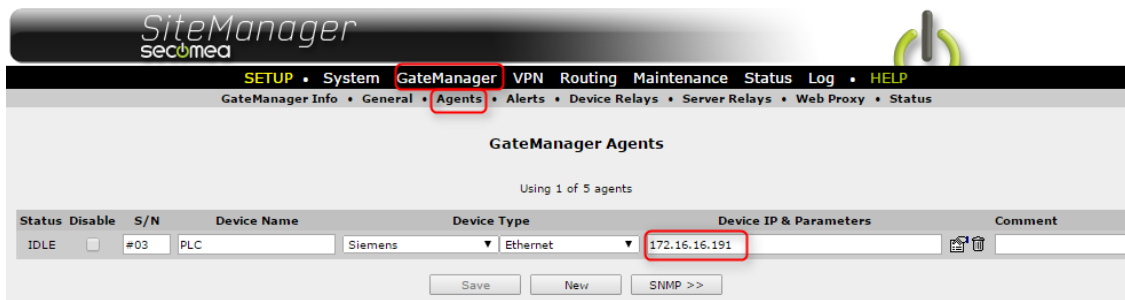 SiteManager
secomea
SETUP • System GateManager VPN Routing Maintenance Status Log • HELP
GateManager Info • General • Agents • Alerts • Device Relays • Server Relays • Web Proxy • Status
GateManager Agents
Using 1 of 5 agents
Status Disable S/N Device Name Device Type Device IP & Parameters Comment
IDLE #03 PLC Siemens Ethernet 172.16.16.191
Save New SNMP >>